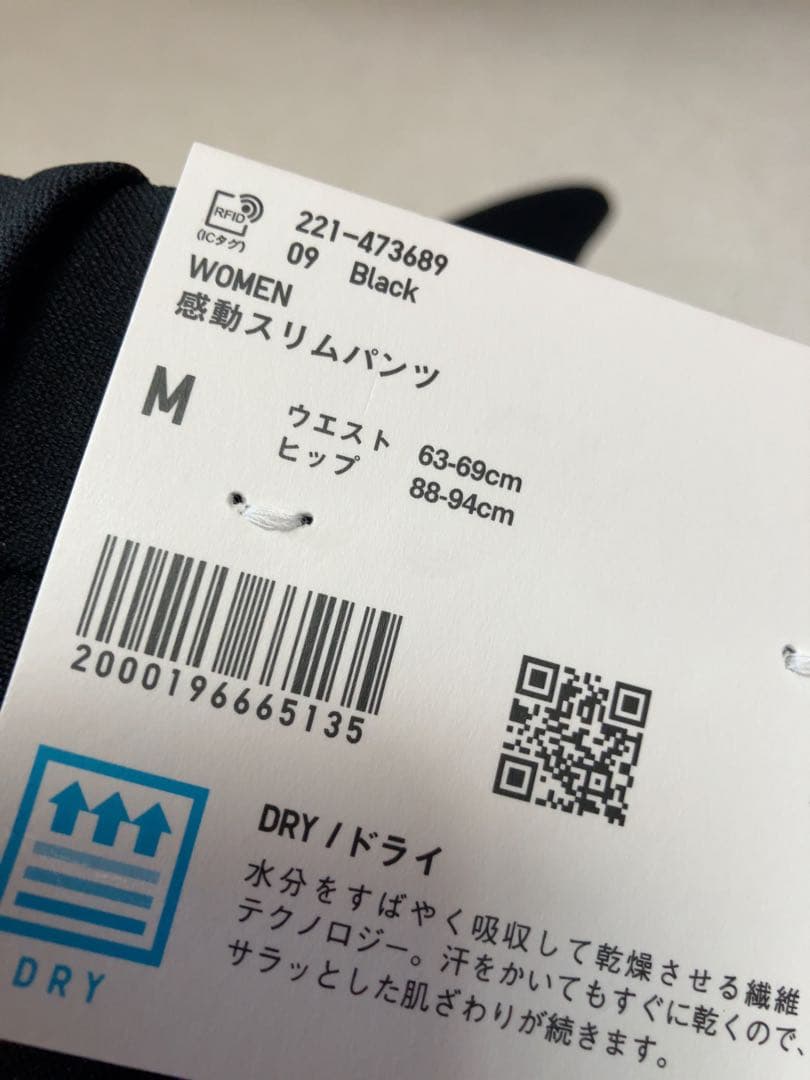 RFID
(ICタグ)
221-473689
09 Black
WOMEN
感動スリムパンツ
M
ウエスト 63-69cm
ヒップ 88-94cm
2000196665135
DRY
DRY / ドライ
水分をすばやく吸収して乾燥させる繊維
テクノロジー。汗をかいてもすぐに乾くので、
サラッとした肌ざわりが続きます。